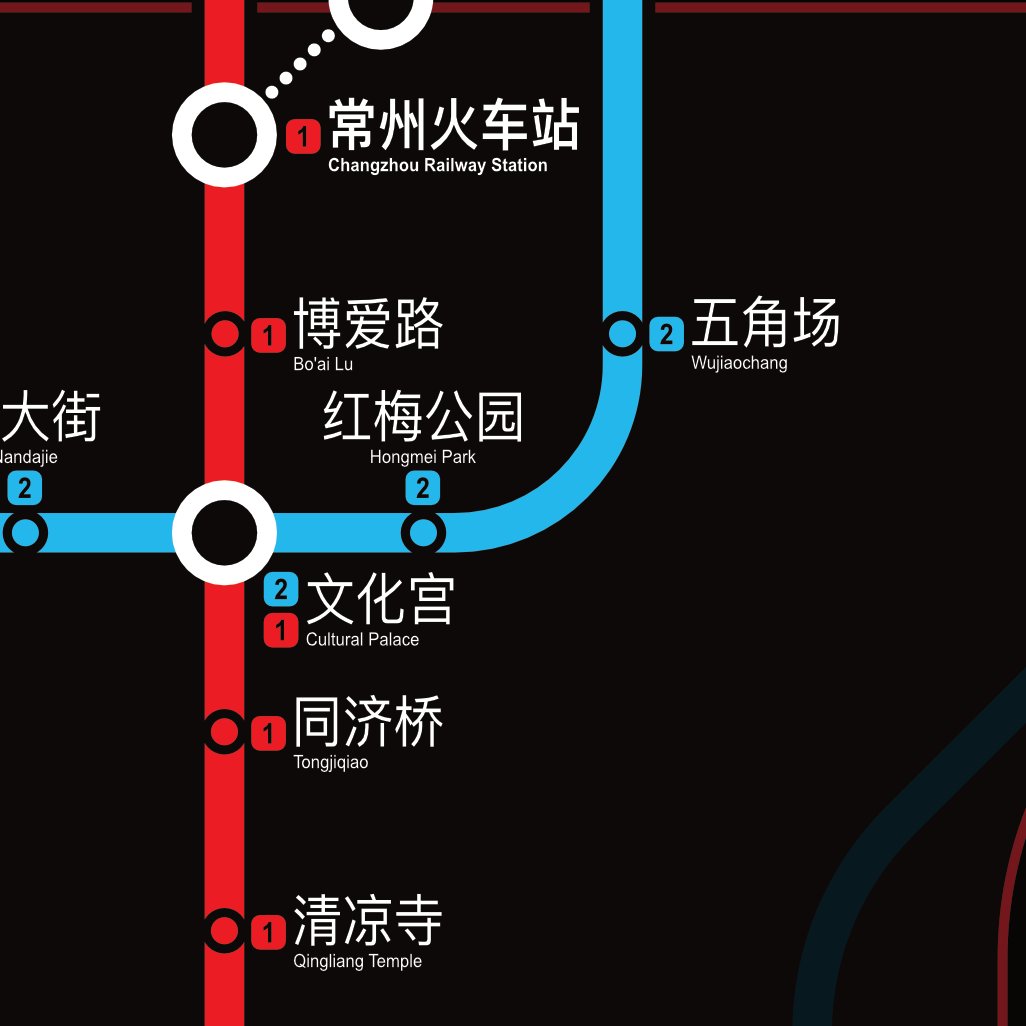 1
常州火车站
Changzhou Railway Station
1
博爱路
Bo'ai Lu
2
五角场
Wujiaochang
大街
Nandajie
2
红梅公园
Hongmei Park
2
2
1
文化宫
Cultural Palace
1
同济桥
Tongjiqiao
1
清凉寺
Qingliang Temple